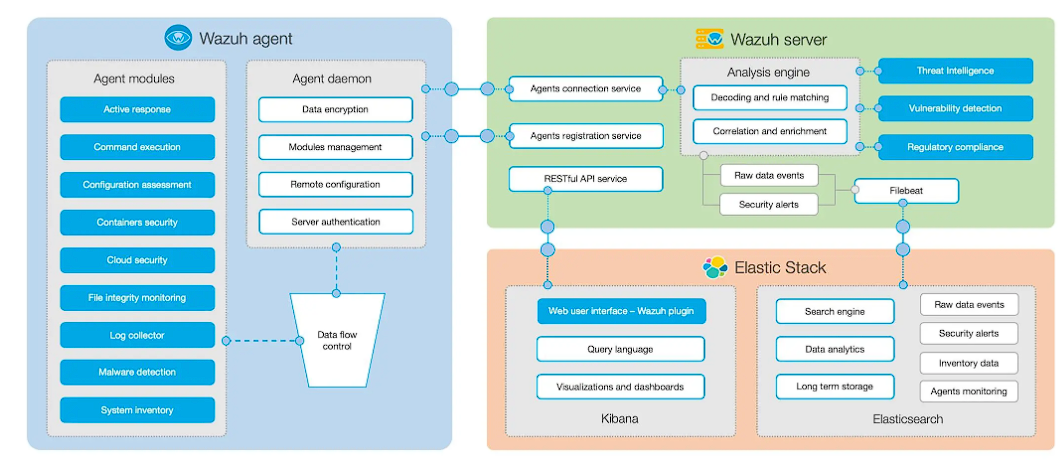 Wazuh agent
Agent modules
Active response
Command execution
Configuration assessment
Containers security
Cloud security
File integrity monitoring
Log collector
Malware detection
System inventory
Agent daemon
Data encryption
Modules management
Remote configuration
Server authentication
Data flow
control
Wazuh server
Agents connection service
Agents registration service
RESTful API service
Analysis engine
Decoding and rule matching
Correlation and enrichment
Threat Intelligence
Vulnerability detection
Regulatory compliance
Raw data events
Security alerts
Filebeat
Elastic Stack
Web user interface – Wazuh plugin
Query language
Visualizations and dashboards
Kibana
Search engine
Data analytics
Long term storage
Raw data events
Security alerts
Inventory data
Agents monitoring
Elasticsearch